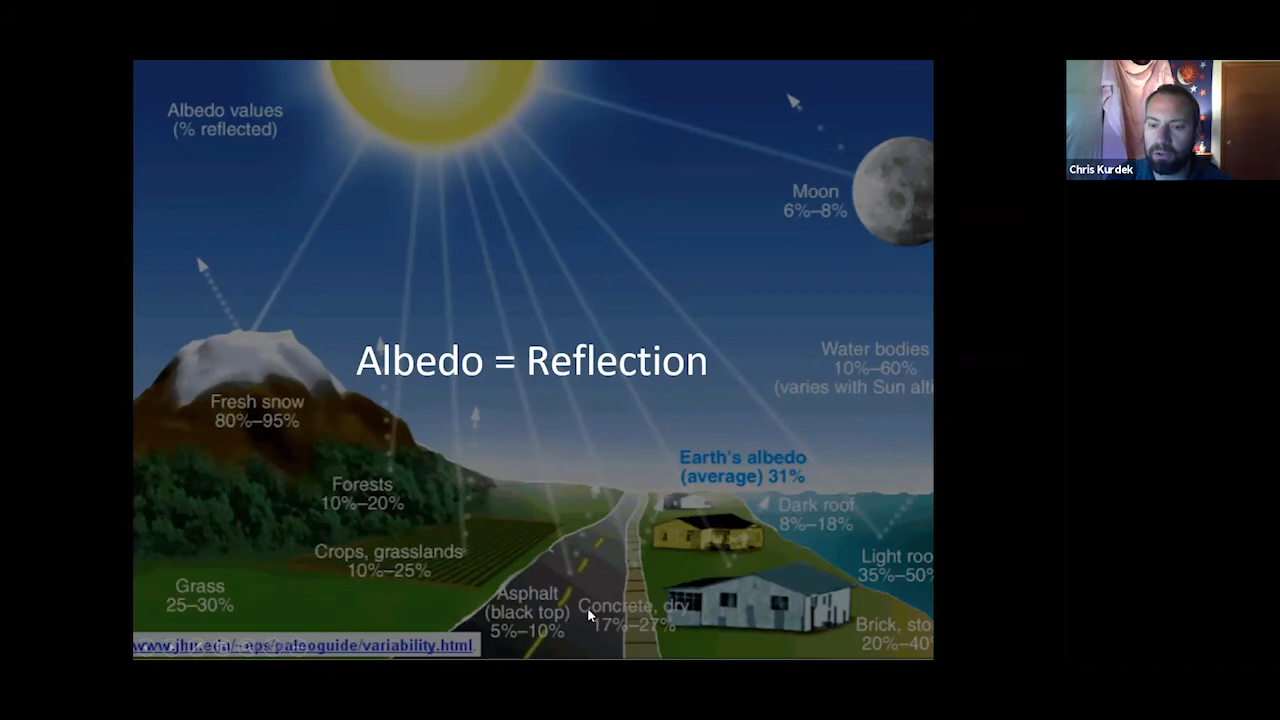 Albedo values
(% reflected)
Moon
6%–8%
Chris Kurdek
Albedo = Reflection
Water bodies
10%–60%
(varies with Sun alti
Fresh snow
80%–95%
Earth's albedo
(average) 31%
Forests
10%–20%
Dark roof
8%–18%
Crops, grasslands
10%–25%
Light roo
35%–50%
Grass
25–30%
Asphalt
(black top)
5%–10%
Concrete, dry
17%–27%
Brick, sto
20%–40%
/variability.html